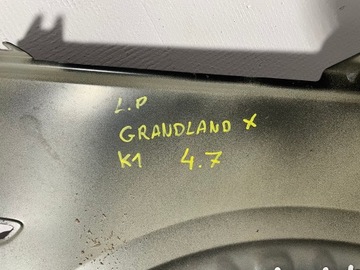 L.P
GRANDLAND X
K1 4.7